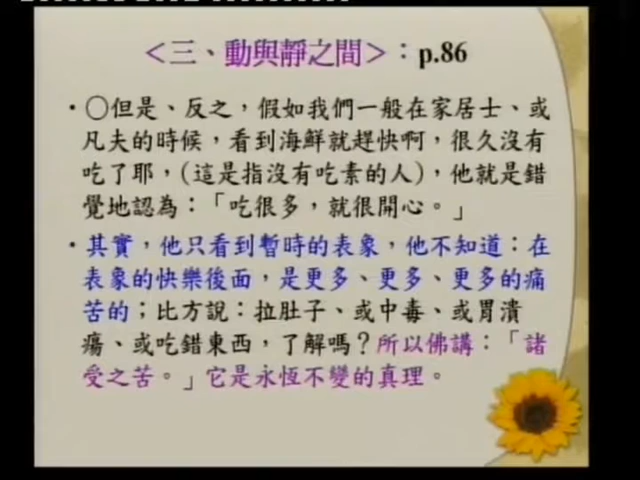 ＜三、動與靜之間＞：p.86
•○但是、反之，假如我們一般在家居士、或
凡夫的時候，看到海鮮就趕快啊，很久沒有
吃了耶，(這是指沒有吃素的人)，他就是錯
覺地認為：「吃很多，就很開心。」
•其實，他只看到暫時的表象，他不知道：在
表象的快樂後面，是更多、更多、更多的痛
苦的；比方說：拉肚子、或中毒、或胃潰
瘍、或吃錯東西，了解嗎？所以佛講：「諸
受之苦。」它是永恆不變的真理。